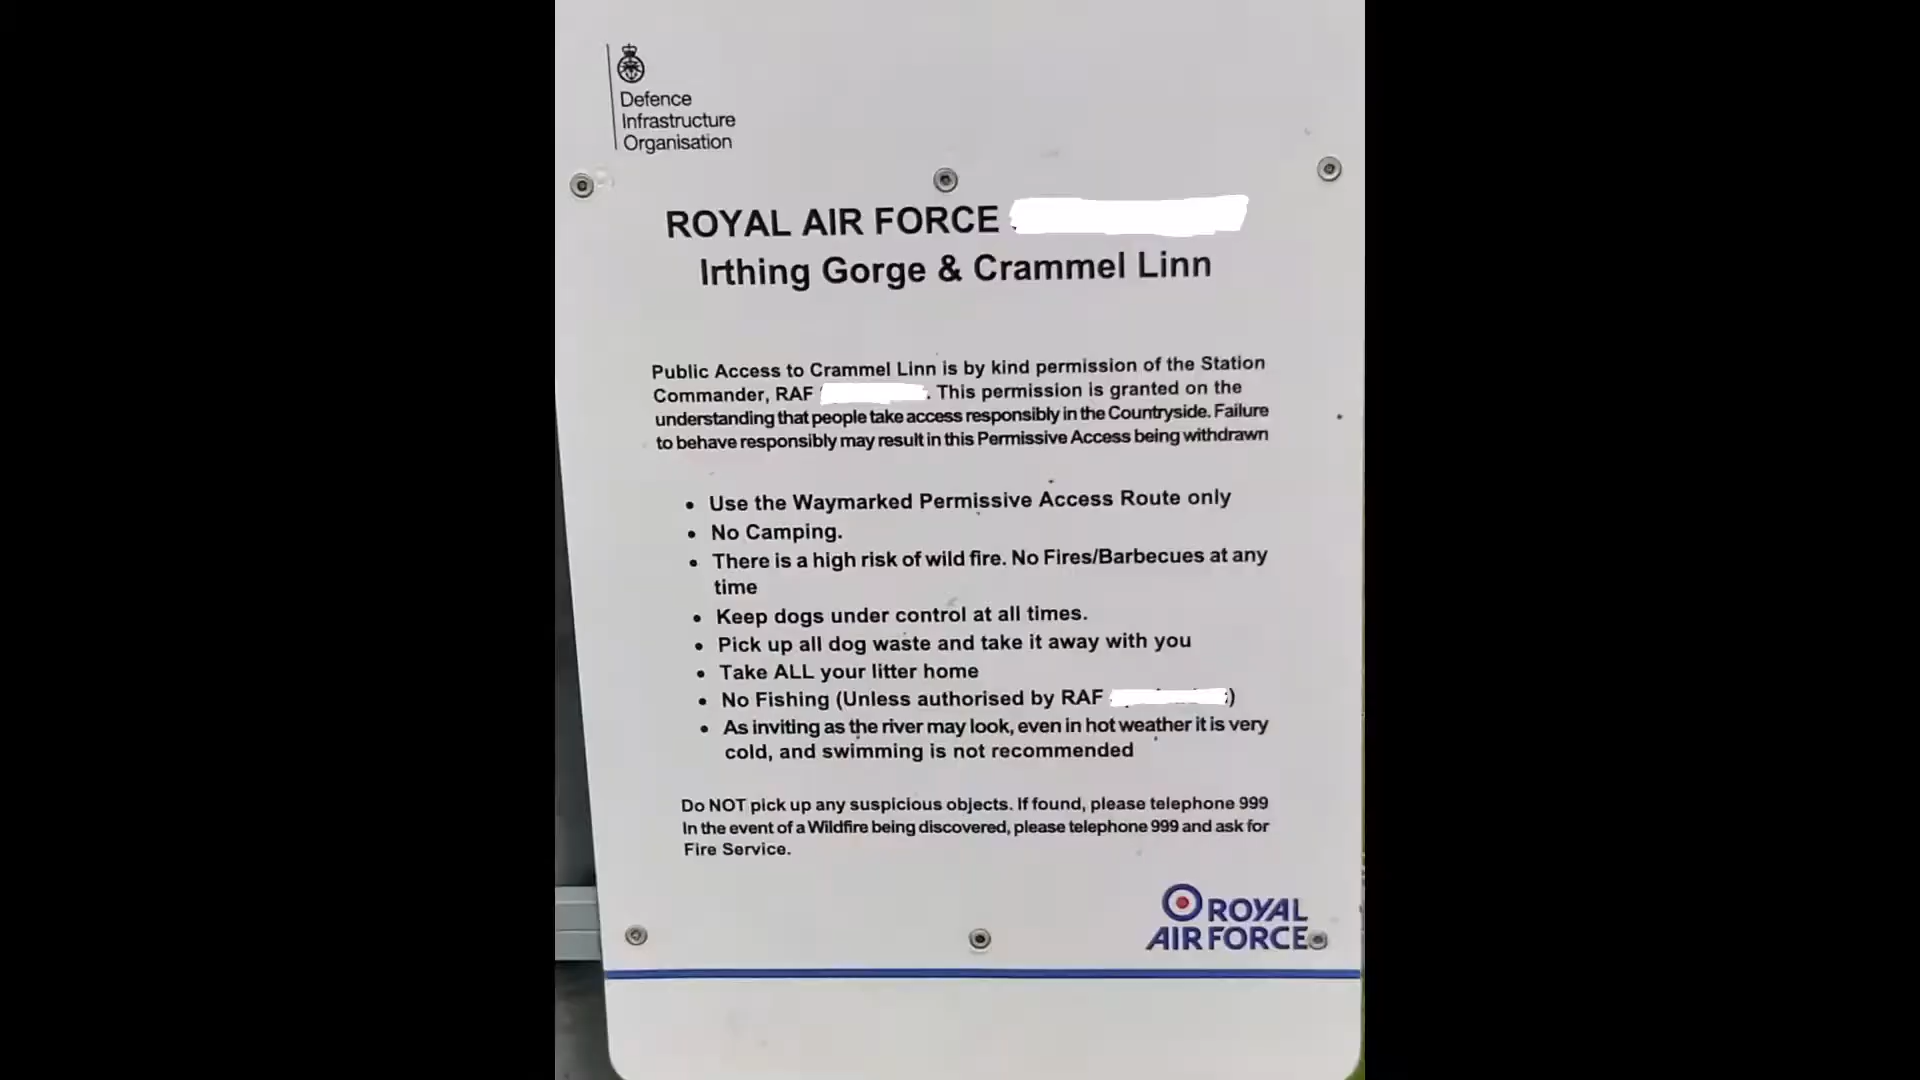 Defence
Infrastructure
Organisation
ROYAL AIR FORCE
Irthing Gorge & Crammel Linn
Public Access to Crammel Linn is by kind permission of the Station
Commander, RAF . This permission is granted on the
understanding that people take access responsibly in the Countryside. Failure
to behave responsibly may result in this Permissive Access being withdrawn
• Use the Waymarked Permissive Access Route only
• No Camping.
• There is a high risk of wild fire. No Fires/Barbecues at any
time
• Keep dogs under control at all times.
• Pick up all dog waste and take it away with you
• Take ALL your litter home
• No Fishing (Unless authorised by RAF )
• As inviting as the river may look, even in hot weather it is very
cold, and swimming is not recommended
Do NOT pick up any suspicious objects. If found, please telephone 999
In the event of a Wildfire being discovered, please telephone 999 and ask for
Fire Service.
ROYAL
AIR FORCE